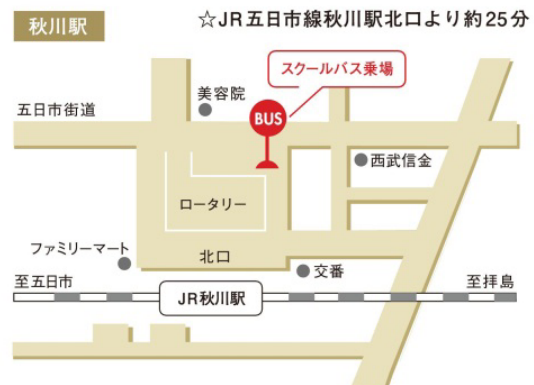 秋川駅
☆JR五日市線秋川駅北口より約25分
スクールバス乗場
美容院
五日市街道
BUS
西武信金
ロータリー
ファミリーマート
北口
交番
至五日市
至拝島
JR秋川駅